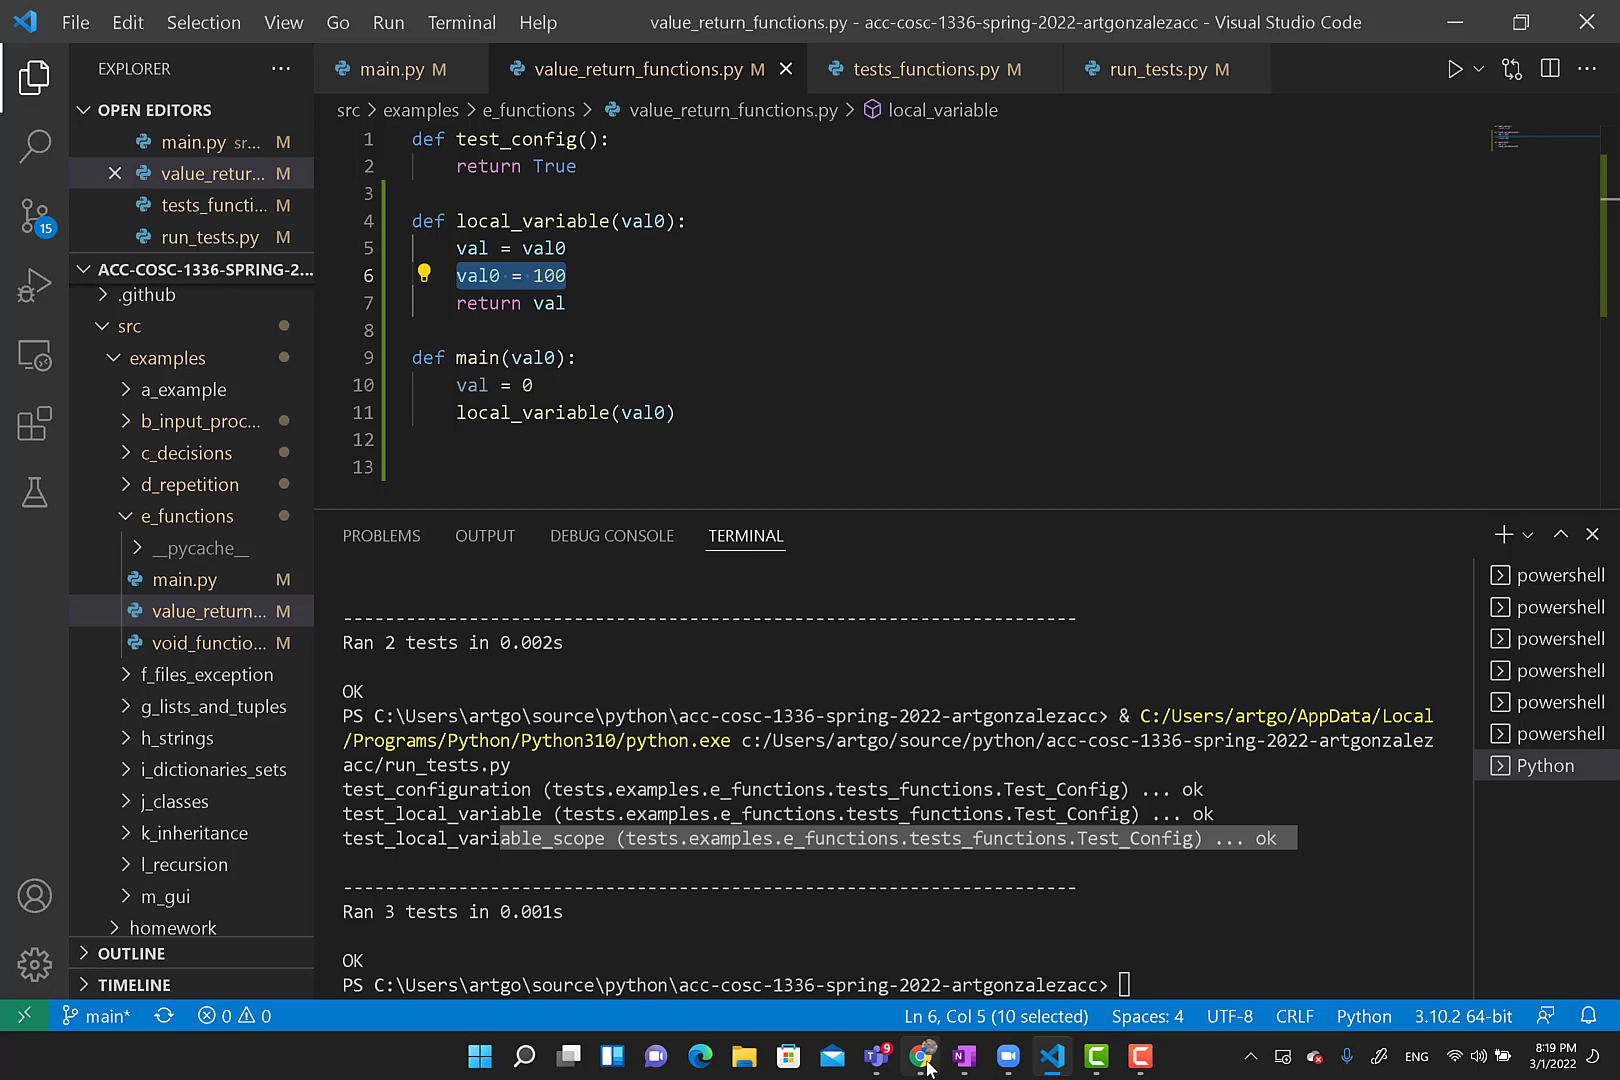 File Edit Selection View Go Run Terminal Help value_return_functions.py - acc-cosc-1336-spring-2022-artgonzalezacc - Visual Studio Code
EXPLORER ...
main.py M value_return_functions.py M tests_functions.py M run_tests.py M
OPEN EDITORS
main.py sr... M
value_retur... M
tests_functi... M
run_tests.py M
ACC-COSC-1336-SPRING-2...
.github
src
examples
a_example
b_input_proc...
c_decisions
d_repetition
e_functions
__pycache__
main.py M
value_return... M
void_functio... M
f_files_exception
g_lists_and_tuples
h_strings
i_dictionaries_sets
j_classes
k_inheritance
l_recursion
m_gui
homework
OUTLINE
TIMELINE
15
src > examples > e_functions > value_return_functions.py > local_variable
1 def test_config():
2 return True
3
4 def local_variable(val0):
5 val = val0
6 val0 = 100
7 return val
8
9 def main(val0):
10 val = 0
11 local_variable(val0)
12
13
PROBLEMS OUTPUT DEBUG CONSOLE TERMINAL
----------------------------------------------------------------------
Ran 2 tests in 0.002s
OK
PS C:\Users\artgo\source\python\acc-cosc-1336-spring-2022-artgonzalezacc> & C:/Users/artgo/AppData/Local
/Programs/Python/Python310/python.exe c:/Users/artgo/source/python/acc-cosc-1336-spring-2022-artgonzalez
acc/run_tests.py
test_configuration (tests.examples.e_functions.tests_functions.Test_Config) ... ok
test_local_variable (tests.examples.e_functions.tests_functions.Test_Config) ... ok
test_local_variable_scope (tests.examples.e_functions.tests_functions.Test_Config) ... ok
----------------------------------------------------------------------
Ran 3 tests in 0.001s
OK
PS C:\Users\artgo\source\python\acc-cosc-1336-spring-2022-artgonzalezacc>
powershell
powershell
powershell
powershell
powershell
powershell
Python
main* 0 0 Ln 6, Col 5 (10 selected) Spaces: 4 UTF-8 CRLF Python 3.10.2 64-bit
9
ENG
8:19 PM
3/1/2022